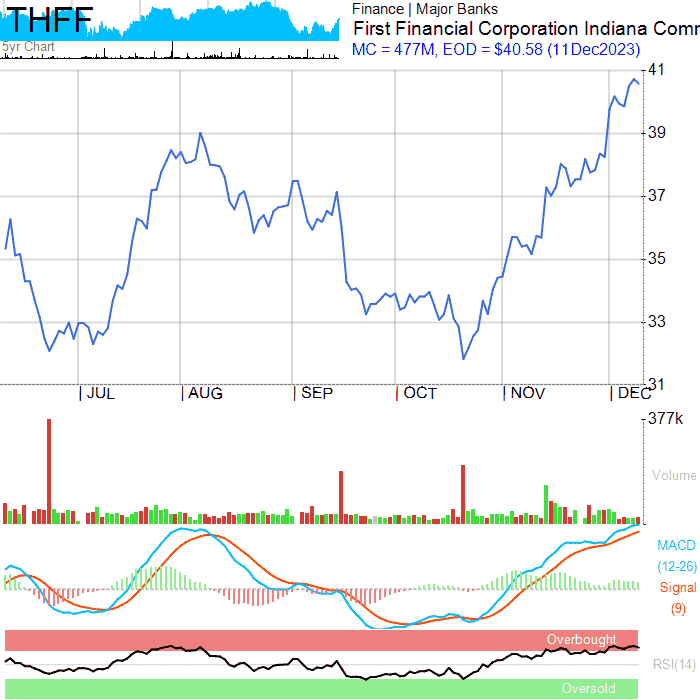 THFF
5yr Chart
Finance | Major Banks
First Financial Corporation Indiana Comm
MC = 477M, EOD = $40.58 (11Dec2023)
41
39
37
35
33
31
JUL
AUG
SEP
OCT
NOV
DEC
377k
Volume
MACD
(12-26)
Signal
(9)
Overbought
RSI(14)
Oversold